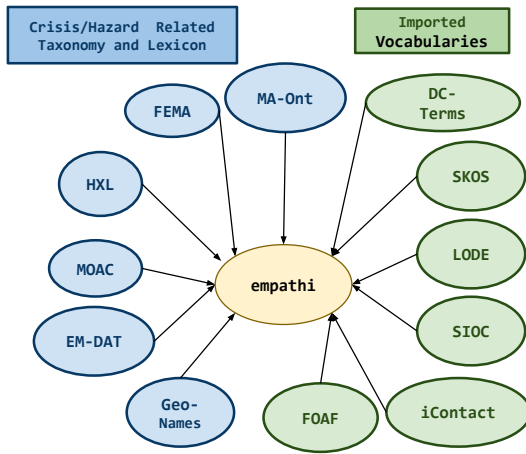 Crisis/Hazard Related
Taxonomy and Lexicon
Imported
Vocabularies
MA-Ont
DC-
Terms
FEMA
SKOS
HXL
LODE
MOAC
empathi
SIOC
EM-DAT
Geo-
Names
FOAF
iContact